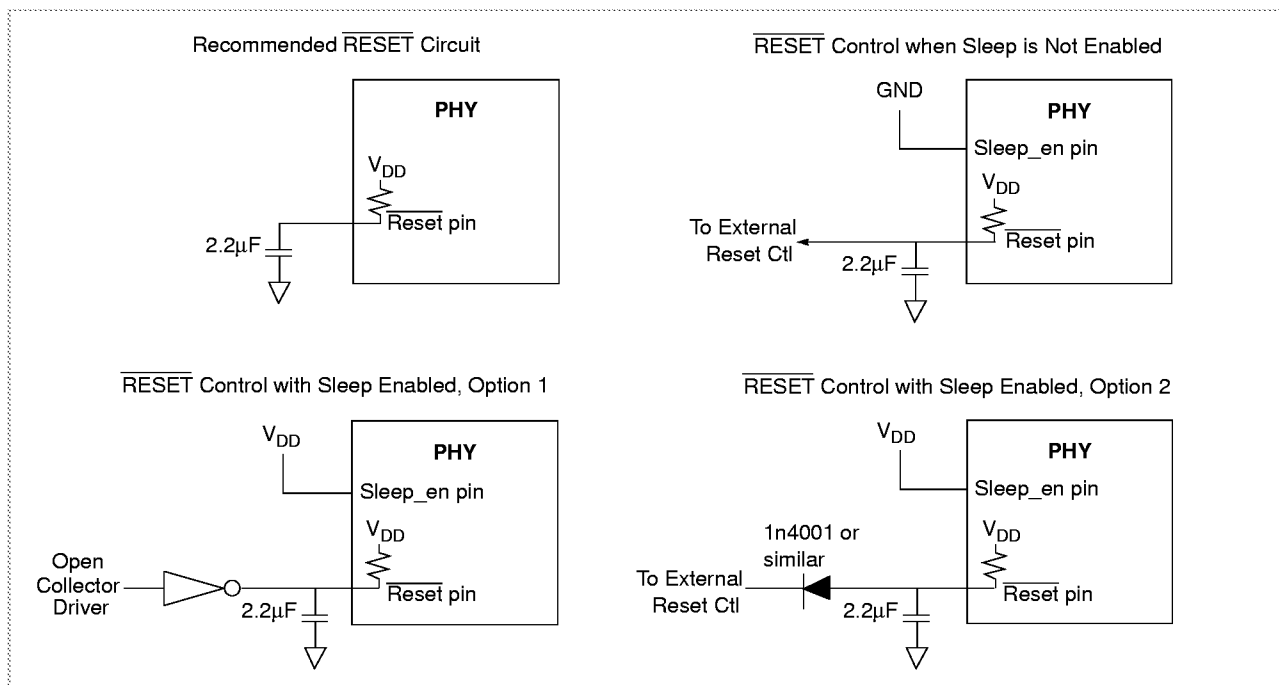 Recommended RESET Circuit
PHY
VDD
Reset pin
2.2µF
RESET Control when Sleep is Not Enabled
GND
PHY
Sleep_en pin
VDD
To External
Reset Ctl
Reset pin
2.2µF
RESET Control with Sleep Enabled, Option 1
VDD
PHY
Sleep_en pin
VDD
Open
Collector
Driver
Reset pin
2.2µF
RESET Control with Sleep Enabled, Option 2
VDD
PHY
Sleep_en pin
1n4001 or
similar
VDD
To External
Reset Ctl
Reset pin
2.2µF